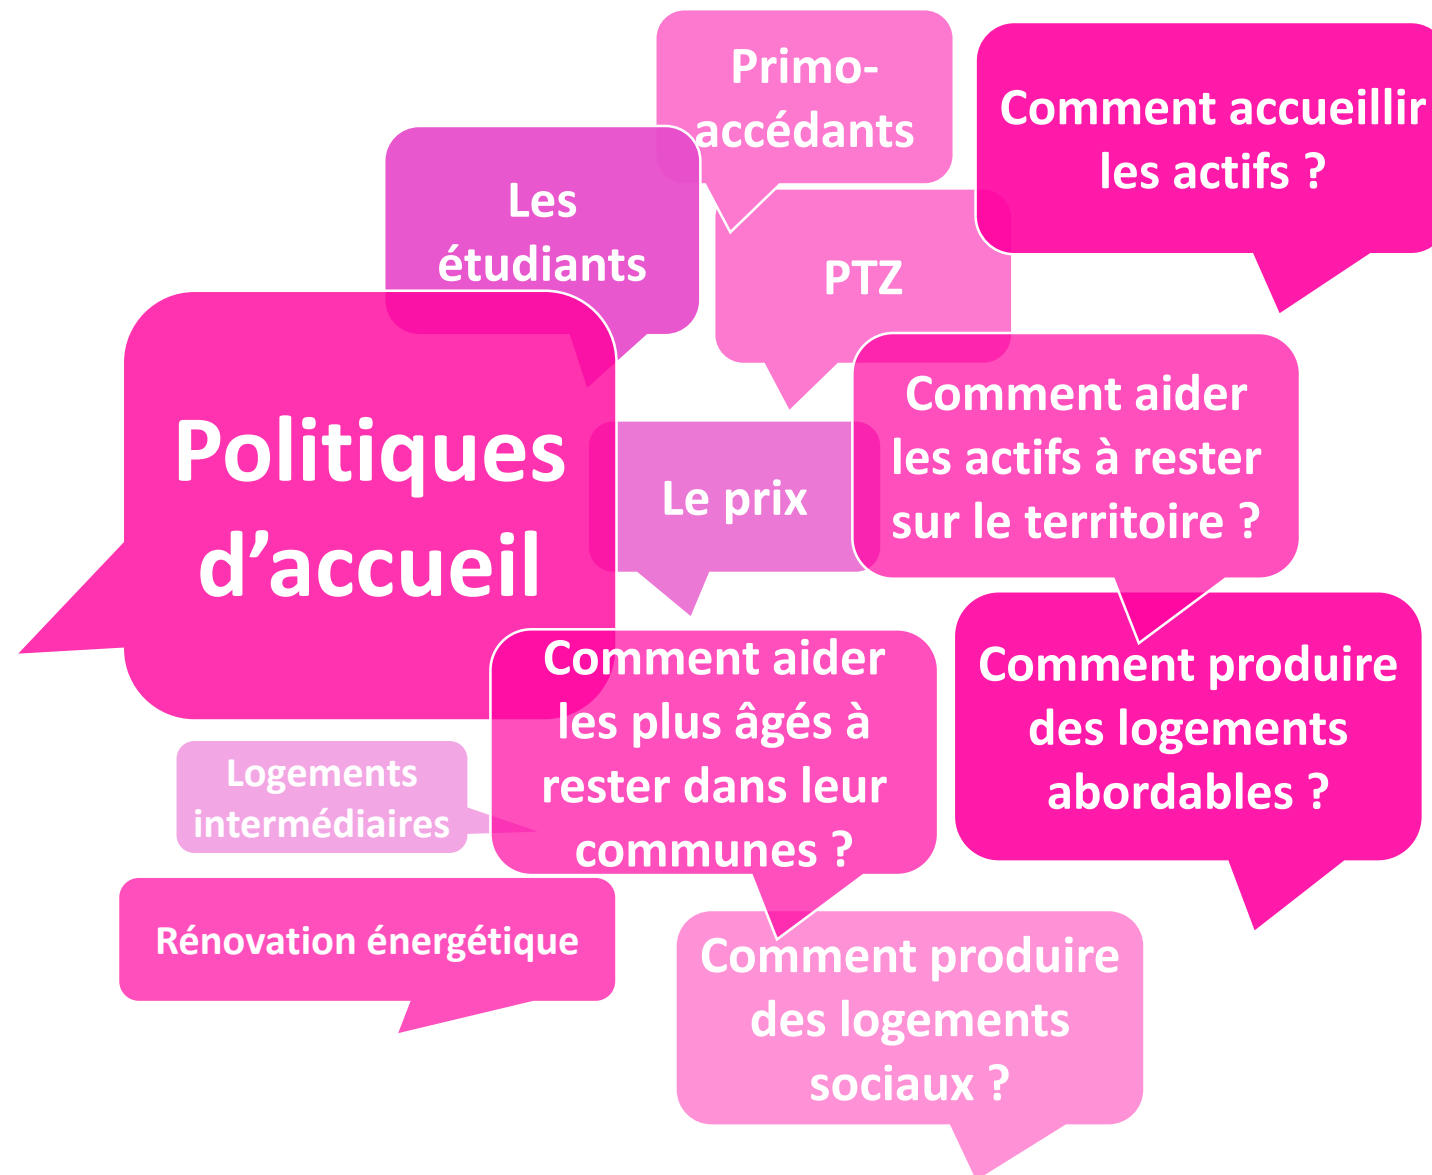 Primo-
accédants
Comment accueillir
les actifs ?
Les
étudiants
PTZ
Politiques
d’accueil
Le prix
Comment aider
les actifs à rester
sur le territoire ?
Comment aider
les plus âgés à
rester dans leur
communes ?
Comment produire
des logements
abordables ?
Logements
intermédiaires
Rénovation énergétique
Comment produire
des logements
sociaux ?